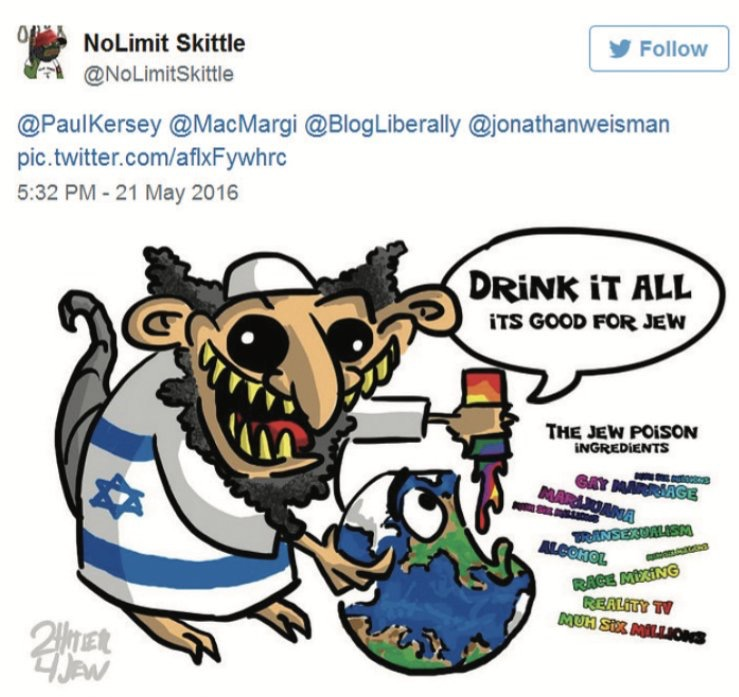 NoLimit Skittle
@NoLimitSkittle
Follow
@PaulKersey @MacMargi @BlogLiberally @jonathanweisman
pic.twitter.com/aflxFywhrc
5:32 PM - 21 May 2016
DRiNK iT ALL
iTS GOOD FOR JEW
THE JEW POiSON
iNGREDiENTS
MUH SiX MiLLiONS
GAY MARRiAGE
MARiJUANA
MUH SiX MiLLiONS
TRANSEXUALiSM
ALCOHOL
MUH SiX MiLLiONS
RACE MiXiNG
REALiTY TV
MUH SiX MiLLiONS
4JEW